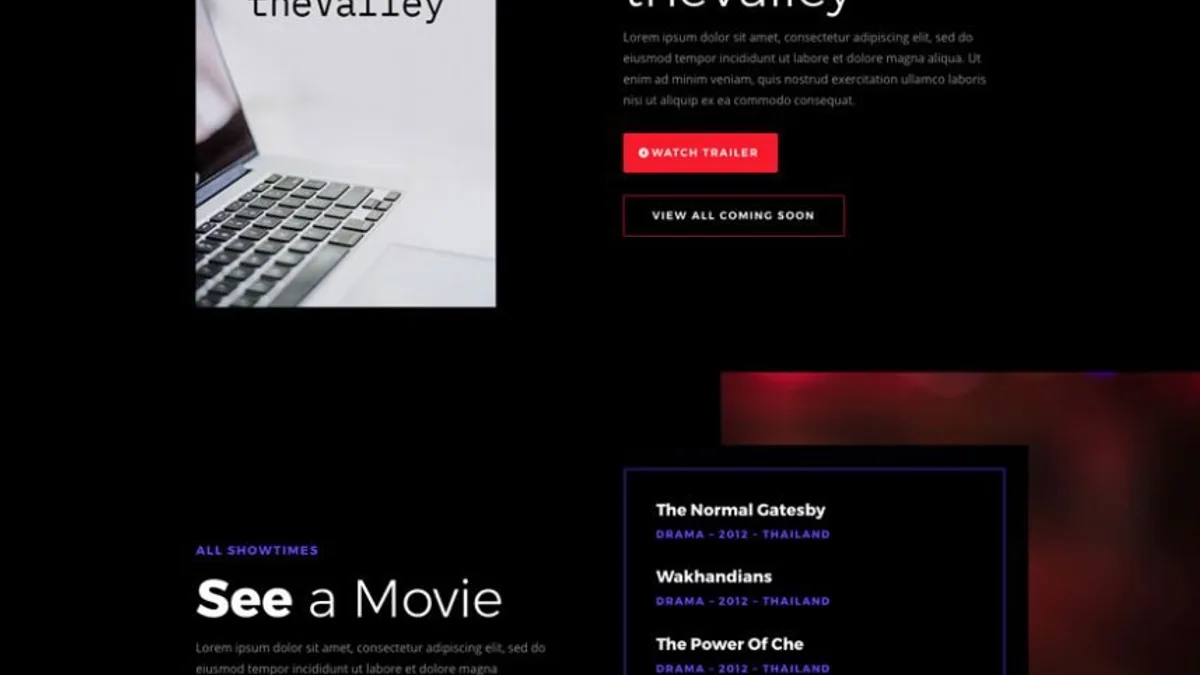 theValley
theValley
Lorem ipsum dolor sit amet, consectetur adipiscing elit, sed do
eiusmod tempor incididunt ut labore et dolore magna aliqua. Ut
enim ad minim veniam, quis nostrud exercitation ullamco laboris
nisi ut aliquip ex ea commodo consequat.
WATCH TRAILER
VIEW ALL COMING SOON
ALL SHOWTIMES
See a Movie
Lorem ipsum dolor sit amet, consectetur adipiscing elit, sed do
eiusmod tempor incididunt ut labore et dolore magna
The Normal Gatesby
DRAMA - 2012 - THAILAND
Wakhandians
DRAMA - 2012 - THAILAND
The Power Of Che
DRAMA - 2012 - THAILAND